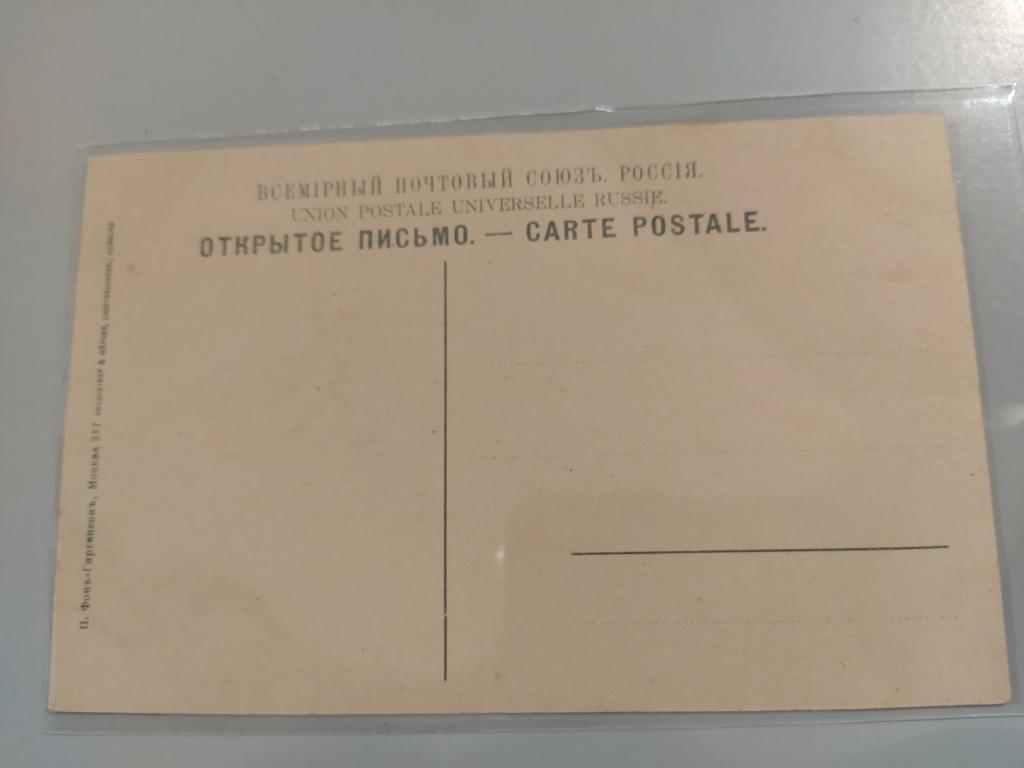 ВСЕМІРНЫЙ ПОЧТОВЫЙ СОЮЗЪ. РОССІЯ.
UNION POSTALE UNIVERSELLE RUSSIE.
ОТКРЫТОЕ ПИСЬМО. — CARTE POSTALE.
П. Фонъ-Гиргенсонъ, Москва 287